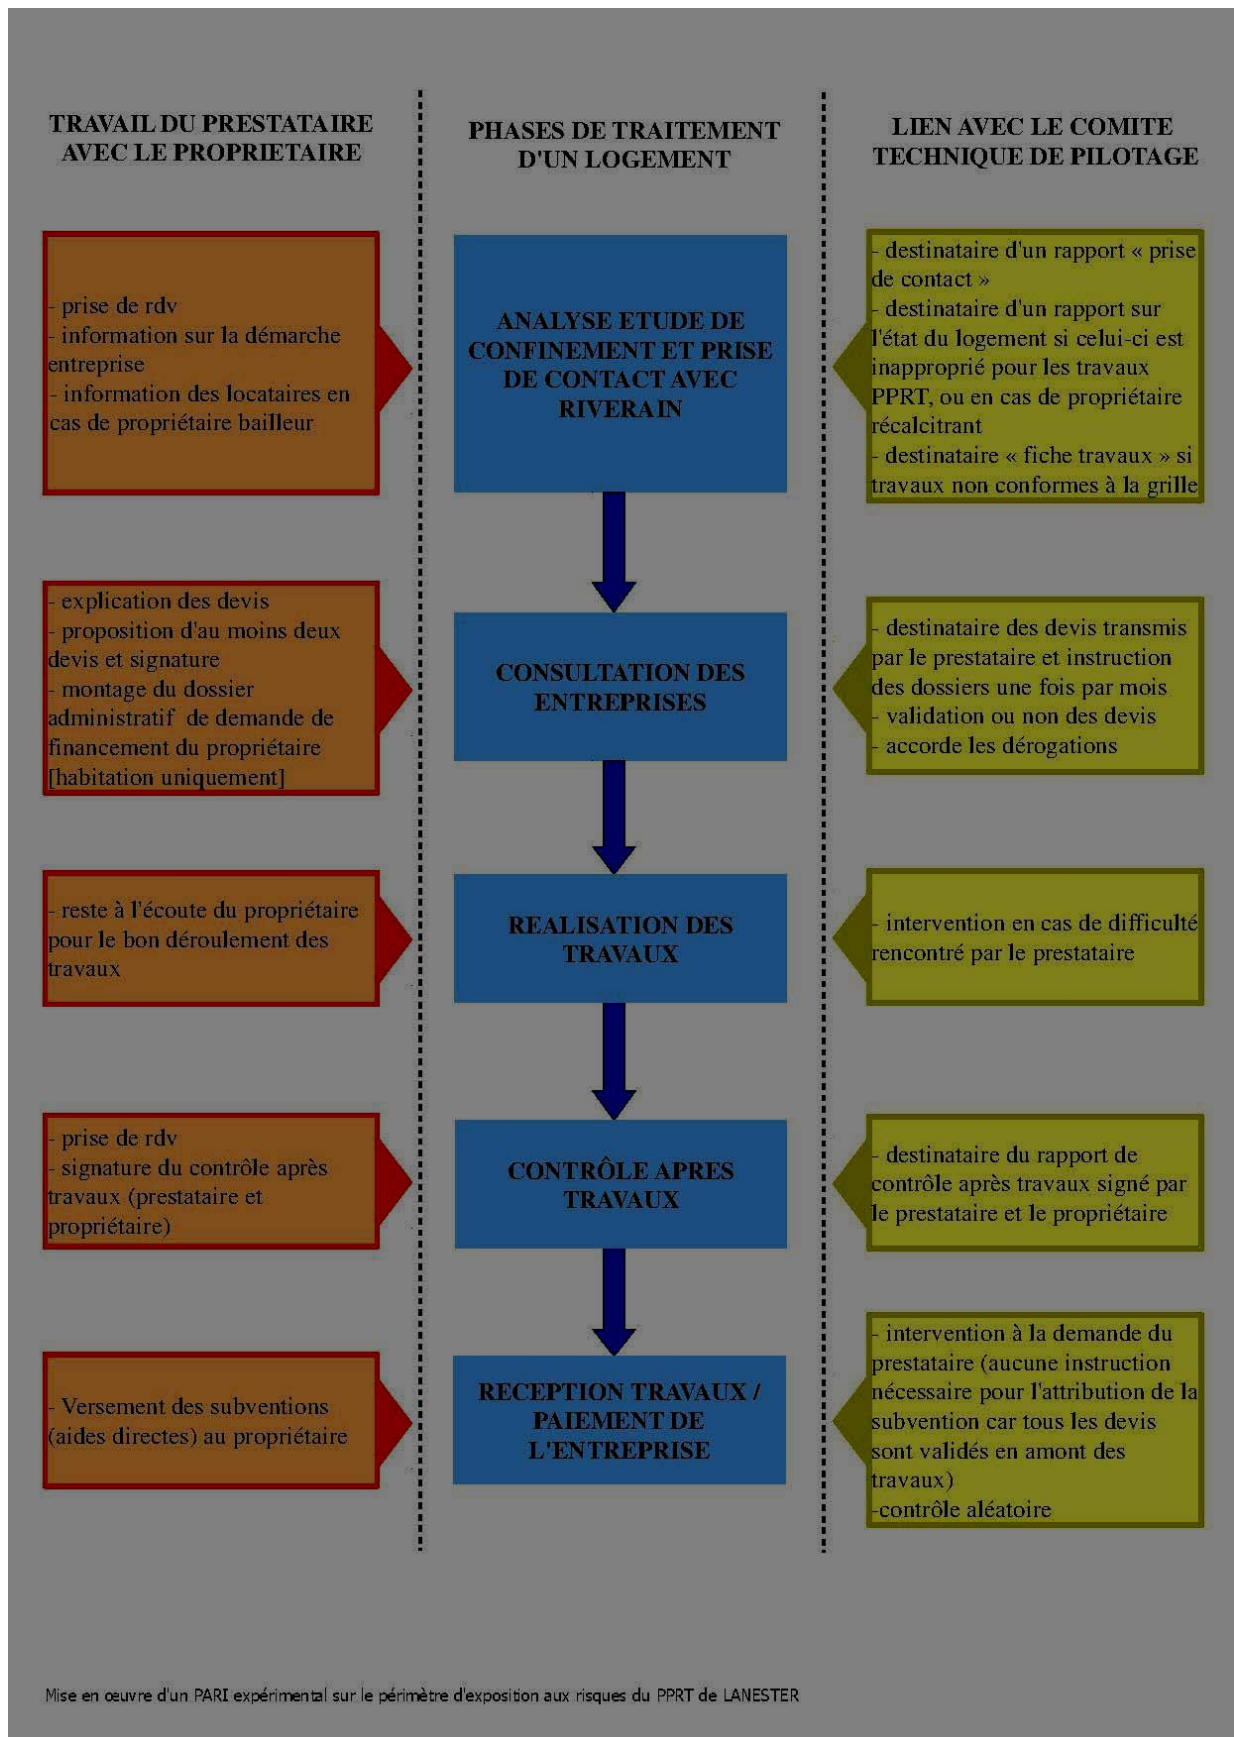 TRAVAIL DU PRESTATAIRE
AVEC LE PROPRIETAIRE
PHASES DE TRAITEMENT
D'UN LOGEMENT
LIEN AVEC LE COMITE
TECHNIQUE DE PILOTAGE
- prise de rdv
- information sur la démarche
entreprise
- information des locataires en
cas de propriétaire bailleur
ANALYSE ETUDE DE
CONFINEMENT ET PRISE
DE CONTACT AVEC
RIVERAIN
- destinataire d'un rapport « prise
de contact »
- destinataire d'un rapport sur
l'état du logement si celui-ci est
inapproprié pour les travaux
PPRT, ou en cas de propriétaire
récalcitrant
- destinataire « fiche travaux » si
travaux non conformes à la grille
- explication des devis
- proposition d'au moins deux
devis et signature
- montage du dossier
administratif de demande de
financement du propriétaire
[habitation uniquement]
CONSULTATION DES
ENTREPRISES
- destinataire des devis transmis
par le prestataire et instruction
des dossiers une fois par mois
- validation ou non des devis
- accorde les dérogations
- reste à l'écoute du propriétaire
pour le bon déroulement des
travaux
REALISATION DES
TRAVAUX
- intervention en cas de difficulté
rencontré par le prestataire
- prise de rdv
- signature du contrôle après
travaux (prestataire et
propriétaire)
CONTRÔLE APRES
TRAVAUX
- destinataire du rapport de
contrôle après travaux signé par
le prestataire et le propriétaire
- Versement des subventions
(aides directes) au propriétaire
RECEPTION TRAVAUX /
PAIEMENT DE
L'ENTREPRISE
- intervention à la demande du
prestataire (aucune instruction
nécessaire pour l'attribution de la
subvention car tous les devis
sont validés en amont des
travaux)
-contrôle aléatoire
Mise en œuvre d'un PARI expérimental sur le périmètre d'exposition aux risques du PPRT de LANESTER